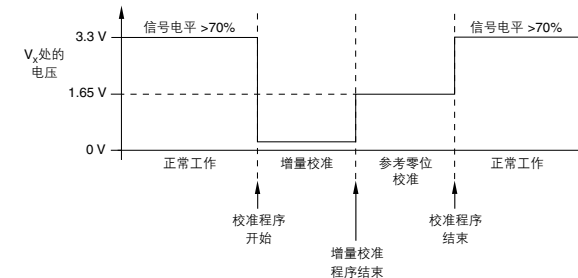 信号电平 >70%
信号电平 >70%
3.3 V
Vx处的
电压
1.65 V
0 V
正常工作
增量校准
参考零位
校准
正常工作
校准程序
开始
增量校准
程序结束
校准程序
结束